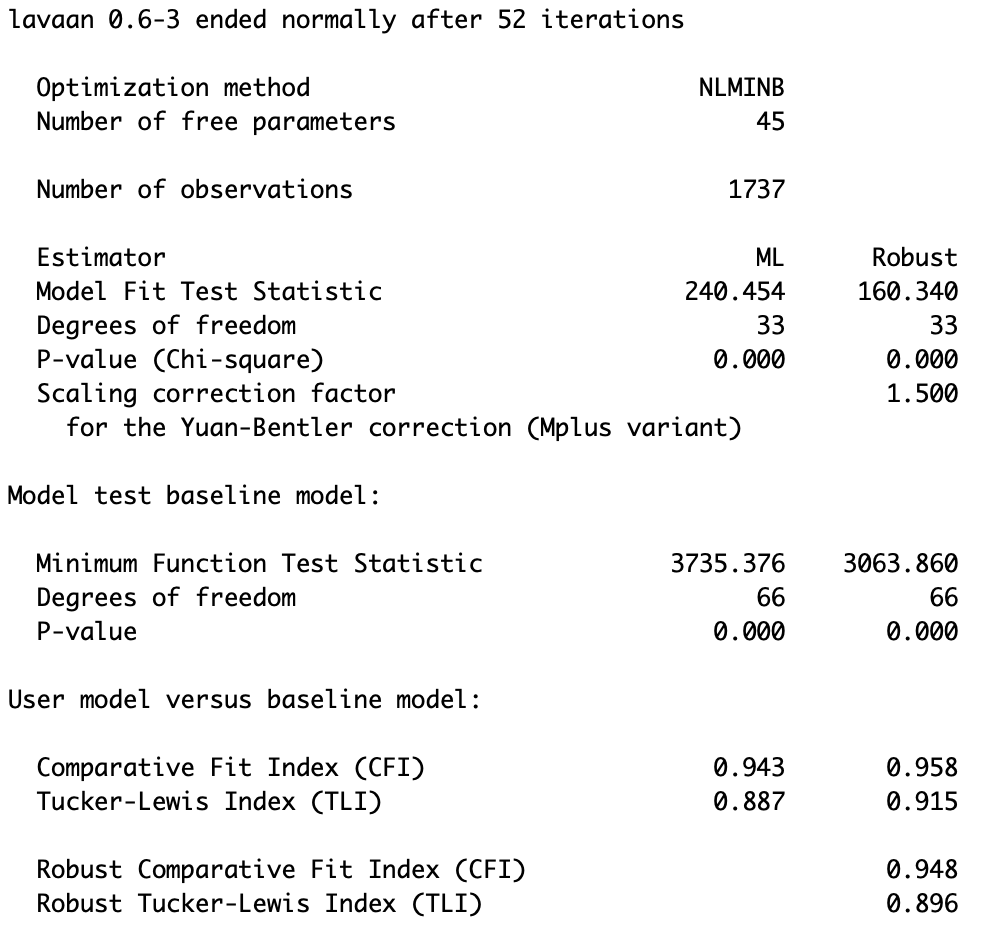 lavaan 0.6-3 ended normally after 52 iterations
Optimization method NLMINB
Number of free parameters 45
Number of observations 1737
Estimator ML Robust
Model Fit Test Statistic 240.454 160.340
Degrees of freedom 33 33
P-value (Chi-square) 0.000 0.000
Scaling correction factor 1.500
for the Yuan-Bentler correction (Mplus variant)
Model test baseline model:
Minimum Function Test Statistic 3735.376 3063.860
Degrees of freedom 66 66
P-value 0.000 0.000
User model versus baseline model:
Comparative Fit Index (CFI) 0.943 0.958
Tucker-Lewis Index (TLI) 0.887 0.915
Robust Comparative Fit Index (CFI) 0.948
Robust Tucker-Lewis Index (TLI) 0.896